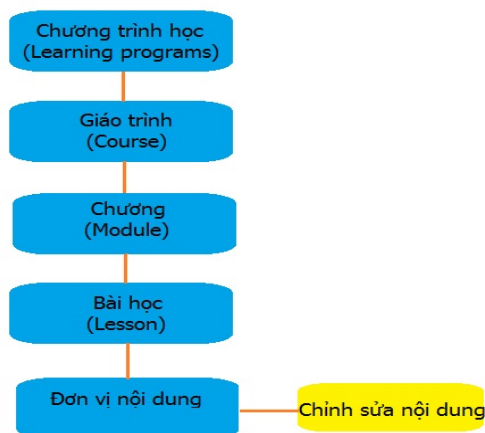 Chương trình học
(Learning programs)
Giáo trình
(Course)
Chương
(Module)
Bài học
(Lesson)
Đơn vị nội dung
Chỉnh sửa nội dung